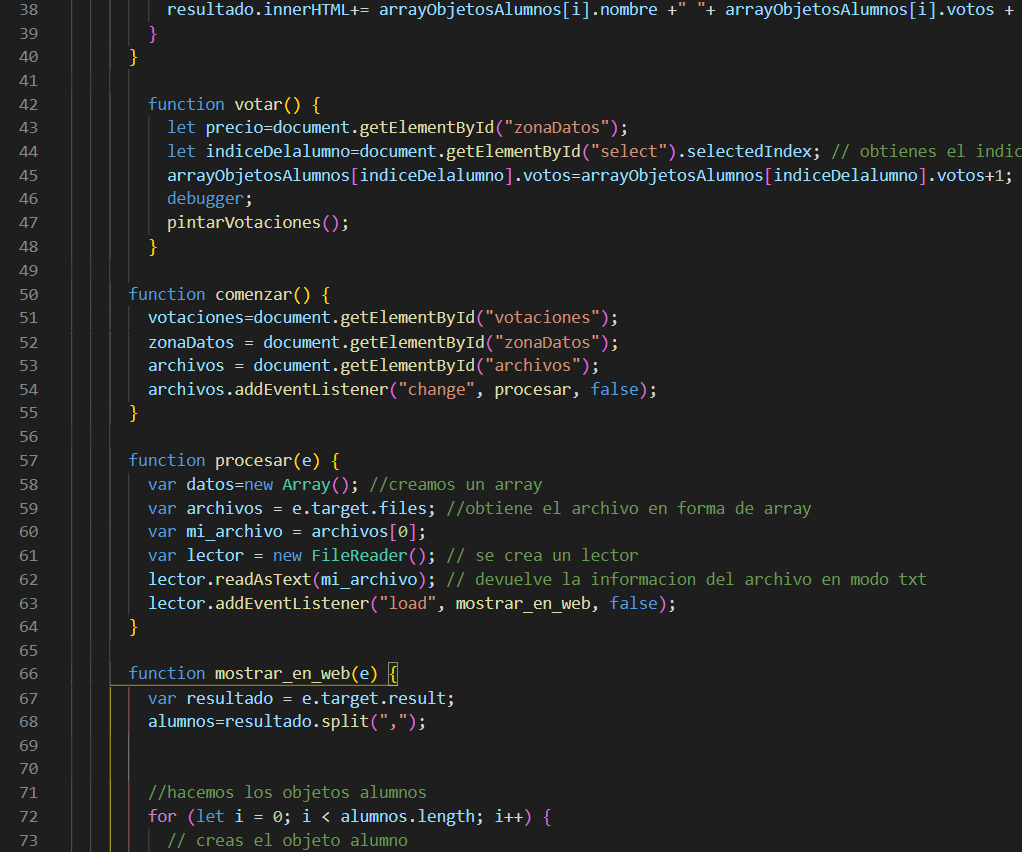 38 resultado.innerHTML+= arrayObjetosAlumnos[i].nombre +" "+ arrayObjetosAlumnos[i].votos +
39 }
40 }
41
42 function votar() {
43 let precio=document.getElementById("zonaDatos");
44 let indiceDelalumno=document.getElementById("select").selectedIndex; // obtienes el indic
45 arrayObjetosAlumnos[indiceDelalumno].votos=arrayObjetosAlumnos[indiceDelalumno].votos+1;
46 debugger;
47 pintarVotaciones();
48 }
49
50 function comenzar() {
51 votaciones=document.getElementById("votaciones");
52 zonaDatos = document.getElementById("zonaDatos");
53 archivos = document.getElementById("archivos");
54 archivos.addEventListener("change", procesar, false);
55 }
56
57 function procesar(e) {
58 var datos=new Array(); //creamos un array
59 var archivos = e.target.files; //obtiene el archivo en forma de array
60 var mi_archivo = archivos[0];
61 var lector = new FileReader(); // se crea un lector
62 lector.readAsText(mi_archivo); // devuelve la informacion del archivo en modo txt
63 lector.addEventListener("load", mostrar_en_web, false);
64 }
65
66 function mostrar_en_web(e) {
67 var resultado = e.target.result;
68 alumnos=resultado.split(",");
69
70
71 //hacemos los objetos alumnos
72 for (let i = 0; i < alumnos.length; i++) {
73 // creas el objeto alumno